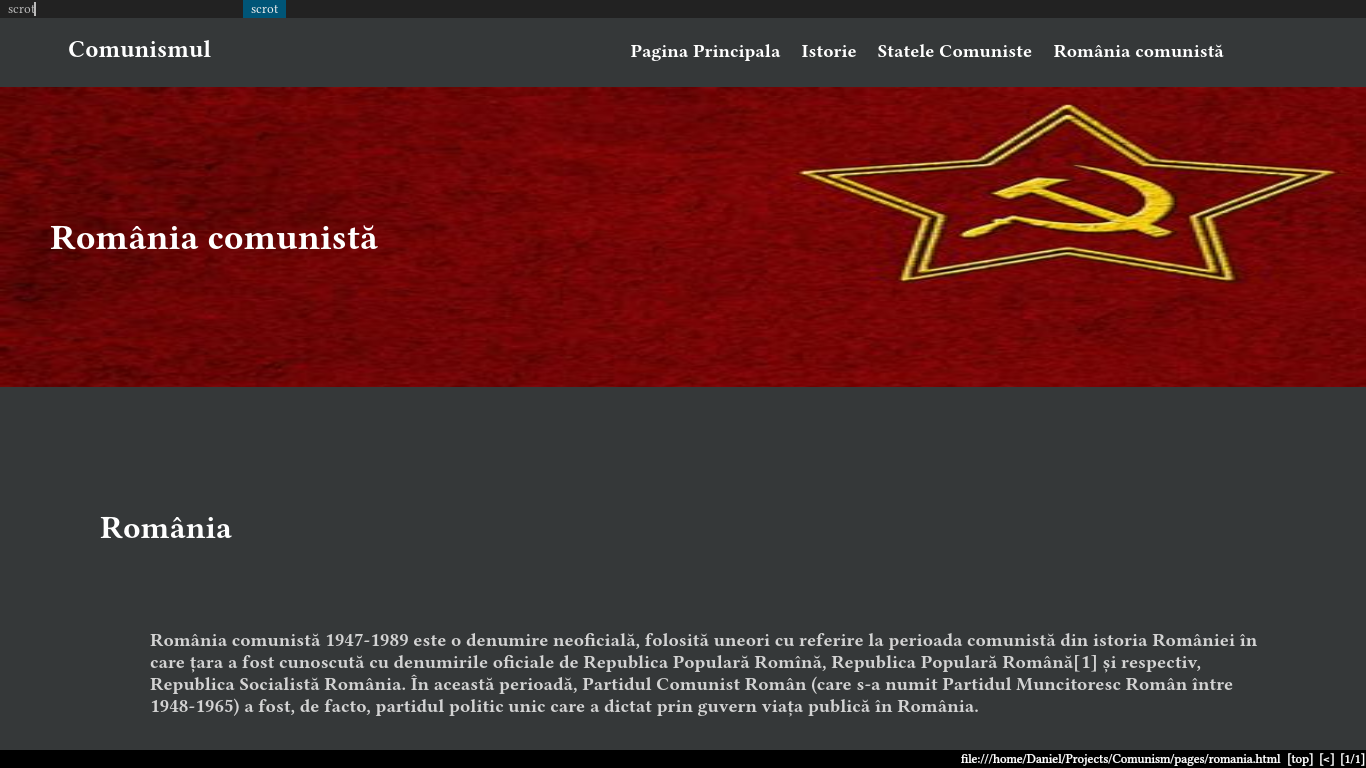 scrot scrot
Comunismul Pagina Principala Istorie Statele Comuniste România comunistă
România comunistă
România
România comunistă 1947-1989 este o denumire neoficială, folosită uneori cu referire la perioada comunistă din istoria României în
care țara a fost cunoscută cu denumirile oficiale de Republica Populară Romînă, Republica Populară Română[1] și respectiv,
Republica Socialistă România. În această perioadă, Partidul Comunist Român (care s-a numit Partidul Muncitoresc Român între
1948-1965) a fost, de facto, partidul politic unic care a dictat prin guvern viața publică în România.
file:///home/Daniel/Projects/Comunism/pages/romania.html [top] [<] [1/1]